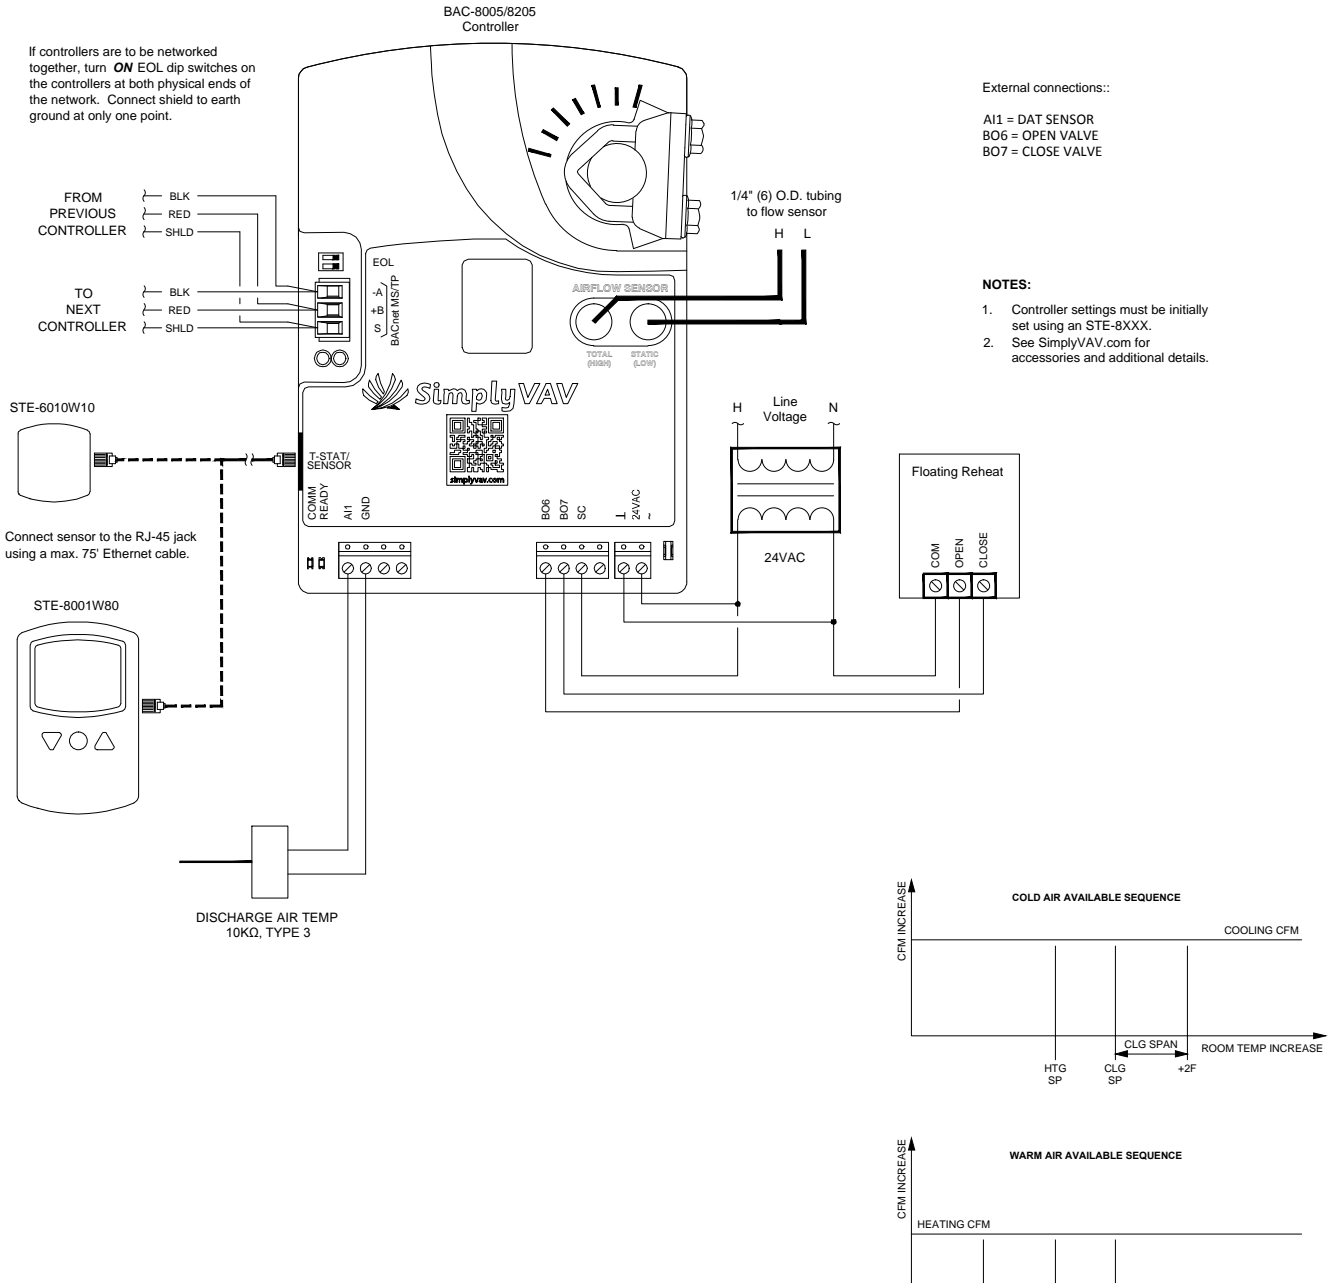 BAC-8005/8205
Controller
If controllers are to be networked
together, turn ON EOL dip switches on
the controllers at both physical ends of
the network. Connect shield to earth
ground at only one point.
External connections::
AI1 = DAT SENSOR
BO6 = OPEN VALVE
BO7 = CLOSE VALVE
FROM
PREVIOUS
CONTROLLER
BLK
RED
SHLD
TO
NEXT
CONTROLLER
BLK
RED
SHLD
EOL
-A
+B
S
BACnet MS/TP
1/4" (6) O.D. tubing
to flow sensor
H L
AIRFLOW SENSOR
TOTAL
(HIGH)
STATIC
(LOW)
NOTES:
1. Controller settings must be initially
set using an STE-8XXX.
2. See SimplyVAV.com for
accessories and additional details.
SimplyVAV
simplyvav.com
STE-6010W10
T-STAT/
SENSOR
COMM
READY
AI1
GND
BO6
BO7
SC
24VAC
~
H
Line
Voltage
N
24VAC
Floating Reheat
COM
OPEN
CLOSE
Connect sensor to the RJ-45 jack
using a max. 75' Ethernet cable.
STE-8001W80
DISCHARGE AIR TEMP
10KΩ, TYPE 3
COLD AIR AVAILABLE SEQUENCE
CFM INCREASE
COOLING CFM
CLG SPAN
ROOM TEMP INCREASE
HTG
SP
CLG
SP
+2F
WARM AIR AVAILABLE SEQUENCE
CFM INCREASE
HEATING CFM